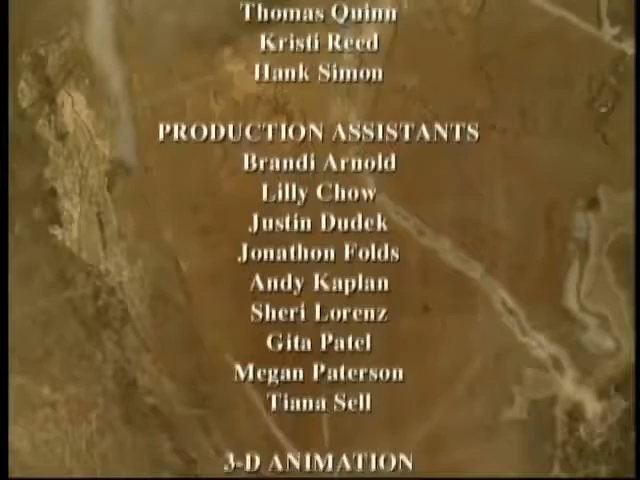 Thomas Quinn
Kristi Reed
Hank Simon
PRODUCTION ASSISTANTS
Brandi Arnold
Lilly Chow
Justin Dudek
Jonathon Folds
Andy Kaplan
Sheri Lorenz
Gita Patel
Megan Paterson
Tiana Sell
3-D ANIMATION